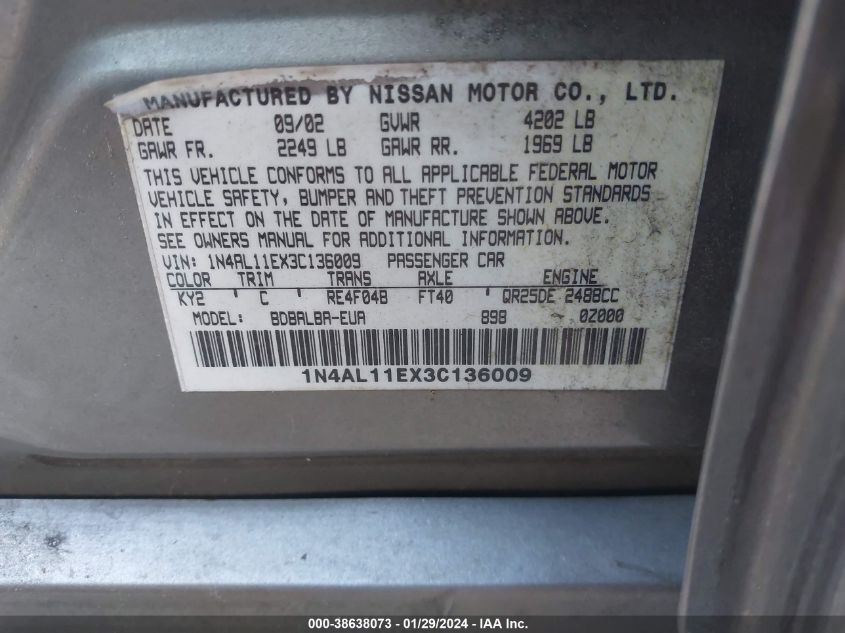 MANUFACTURED BY NISSAN MOTOR CO., LTD.
DATE 09/02 GVWR 4202 LB
GAWR FR. 2249 LB GAWR RR. 1969 LB
THIS VEHICLE CONFORMS TO ALL APPLICABLE FEDERAL MOTOR
VEHICLE SAFETY, BUMPER AND THEFT PREVENTION STANDARDS
IN EFFECT ON THE DATE OF MANUFACTURE SHOWN ABOVE.
SEE OWNERS MANUAL FOR ADDITIONAL INFORMATION.
VIN: 1N4AL11EX3C136009 PASSENGER CAR
COLOR TRIM TRANS AXLE ENGINE
KY2 ' C ' RE4F04B FT40 ' QR25DE 2488CC
MODEL: BDBALBA-EUA 898 0Z000
1N4AL11EX3C136009
000-38638073 - 01/29/2024 - IAA Inc.